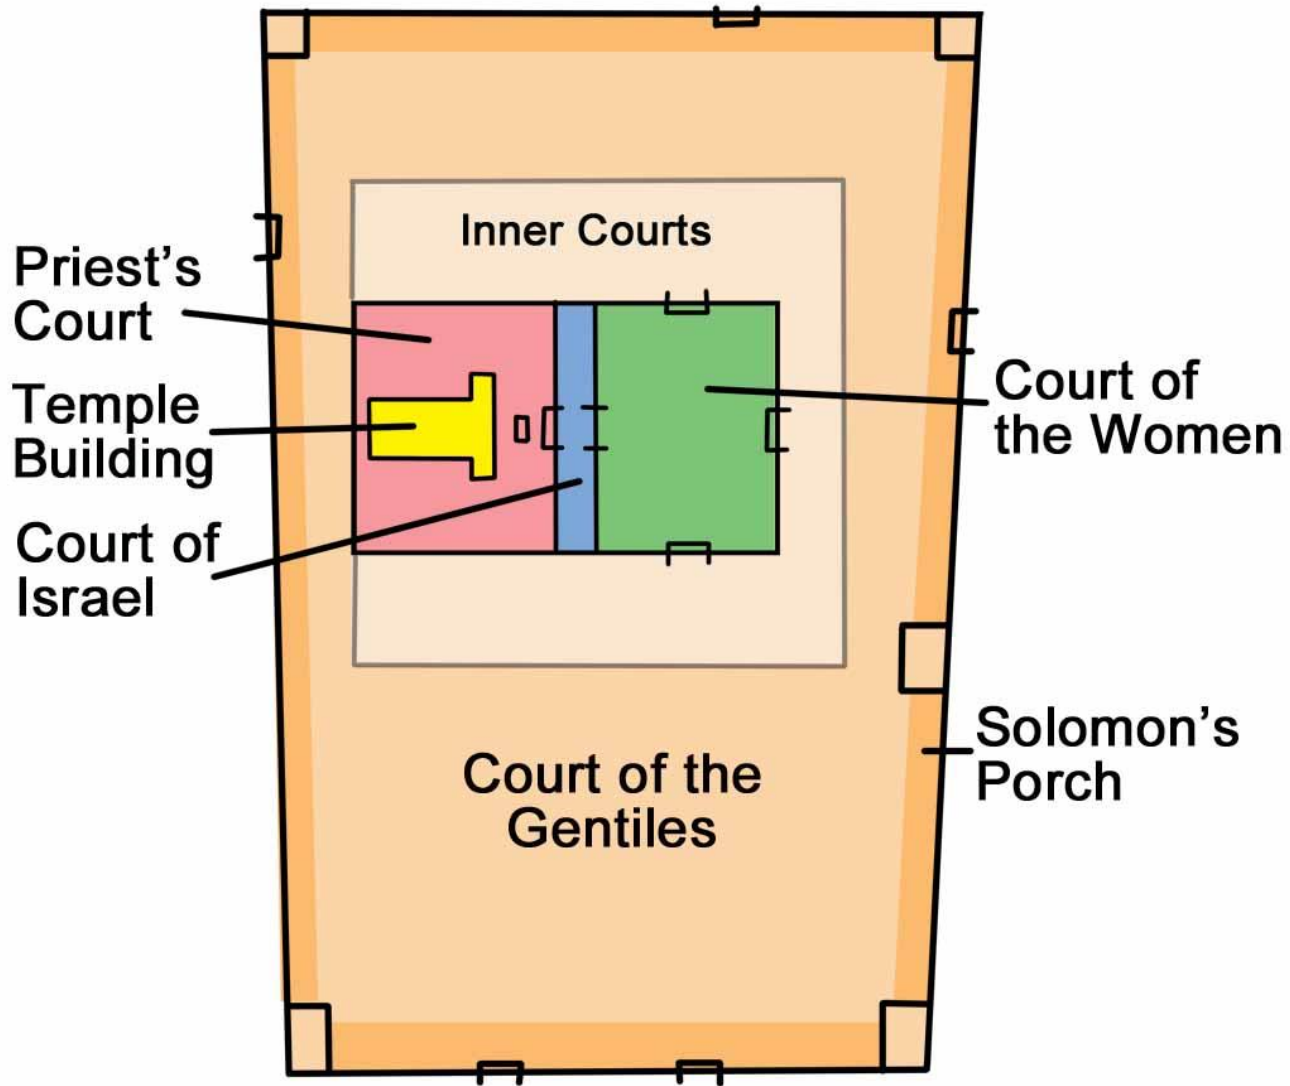 Inner Courts
Priest’s
Court
Temple
Building
Court of
Israel
Court of
the Women
Solomon’s
Porch
Court of the
Gentiles